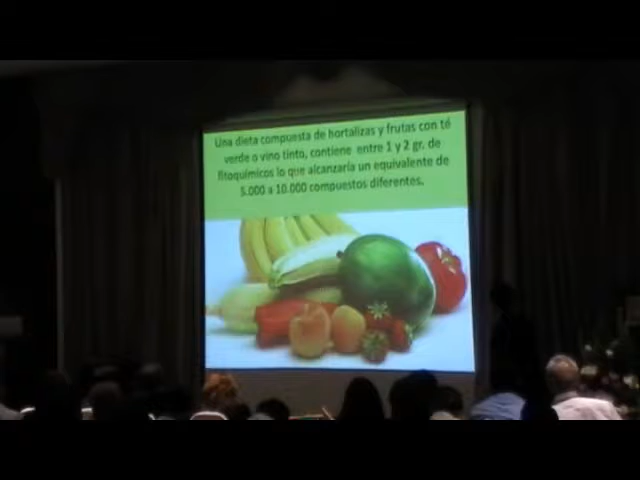 Una dieta compuesta de hortalizas y frutas con té
verde o vino tinto, contiene entre 1 y 2 gr. de
fitoquímicos lo que alcanzaría un equivalente de
5.000 a 10.000 compuestos diferentes.